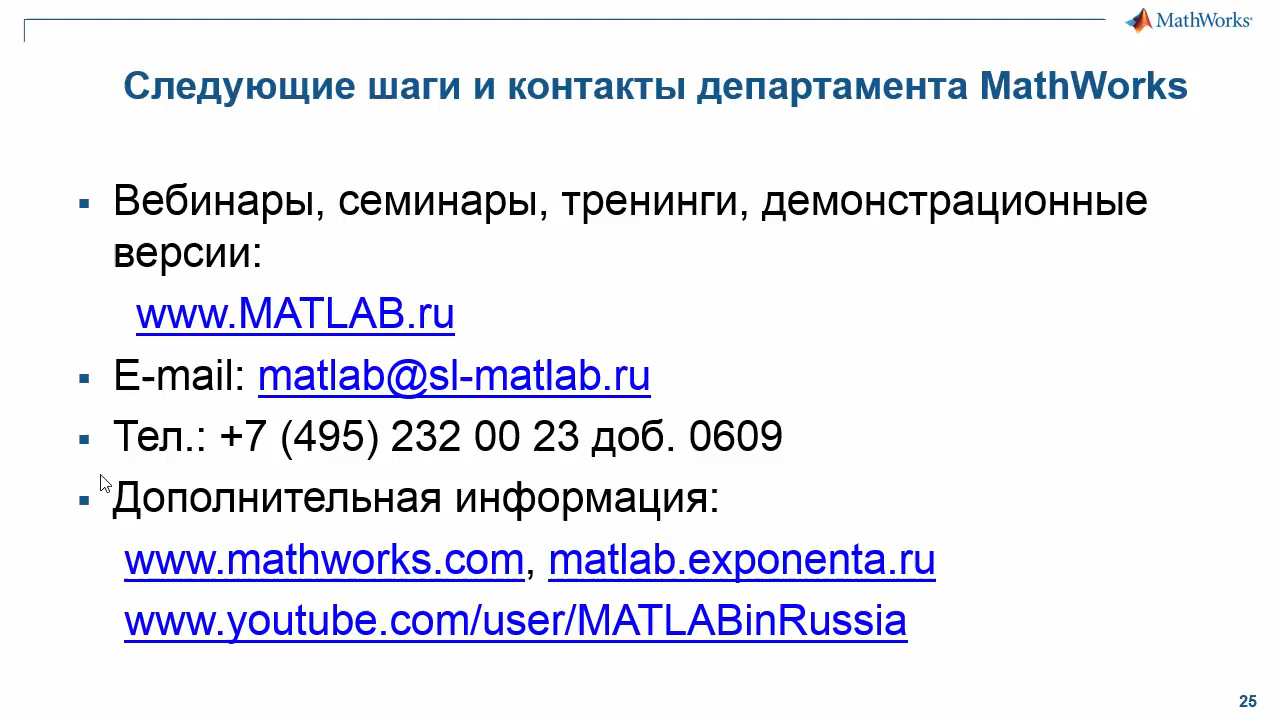 MathWorks®
Следующие шаги и контакты департамента MathWorks
▪ Вебинары, семинары, тренинги, демонстрационные
версии:
www.MATLAB.ru
▪ E-mail: matlab@sl-matlab.ru
▪ Тел.: +7 (495) 232 00 23 доб. 0609
▪ Дополнительная информация:
www.mathworks.com, matlab.exponenta.ru
www.youtube.com/user/MATLABinRussia
25